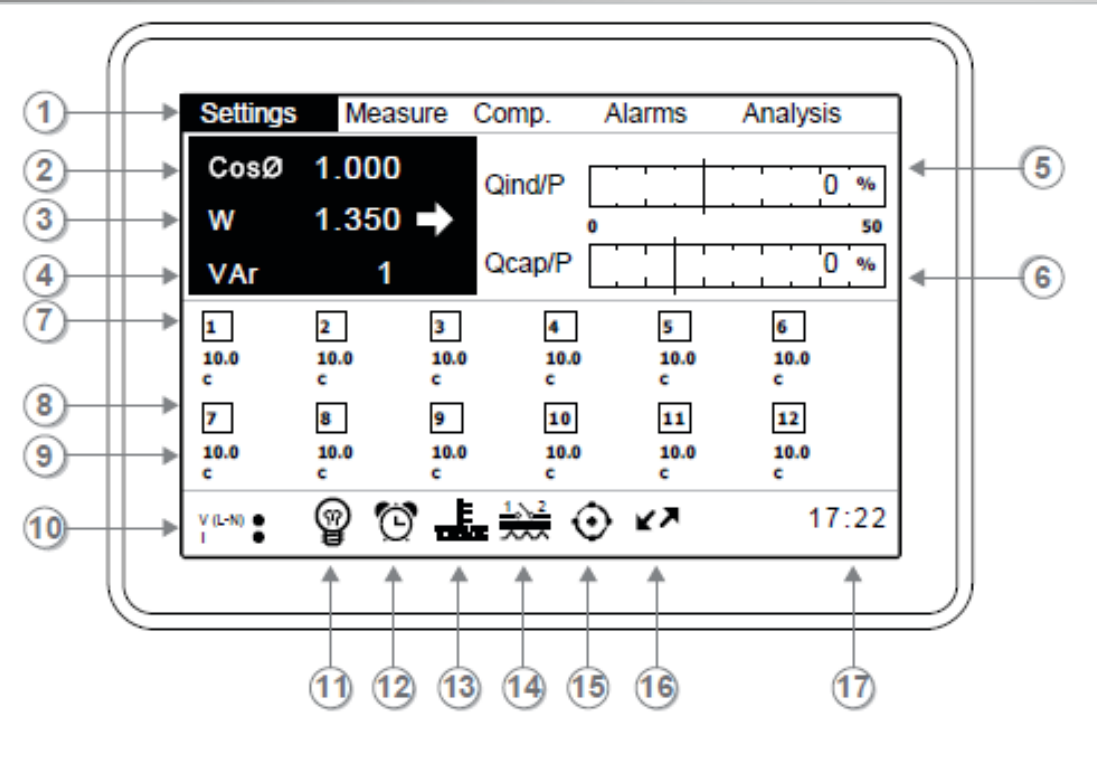 1 Settings Measure Comp. Alarms Analysis
2 CosØ 1.000 Qind/P 0 % 5
3 W 1.350 0 50
4 VAr 1 Qcap/P 0 % 6
7 1 2 3 4 5 6
10.0 10.0 10.0 10.0 10.0 10.0
c c c c c c
8 7 8 9 10 11 12
9 10.0 10.0 10.0 10.0 10.0 10.0
c c c c c c
10 V (L-N) 1 2 17:22
I
11 12 13 14 15 16 17